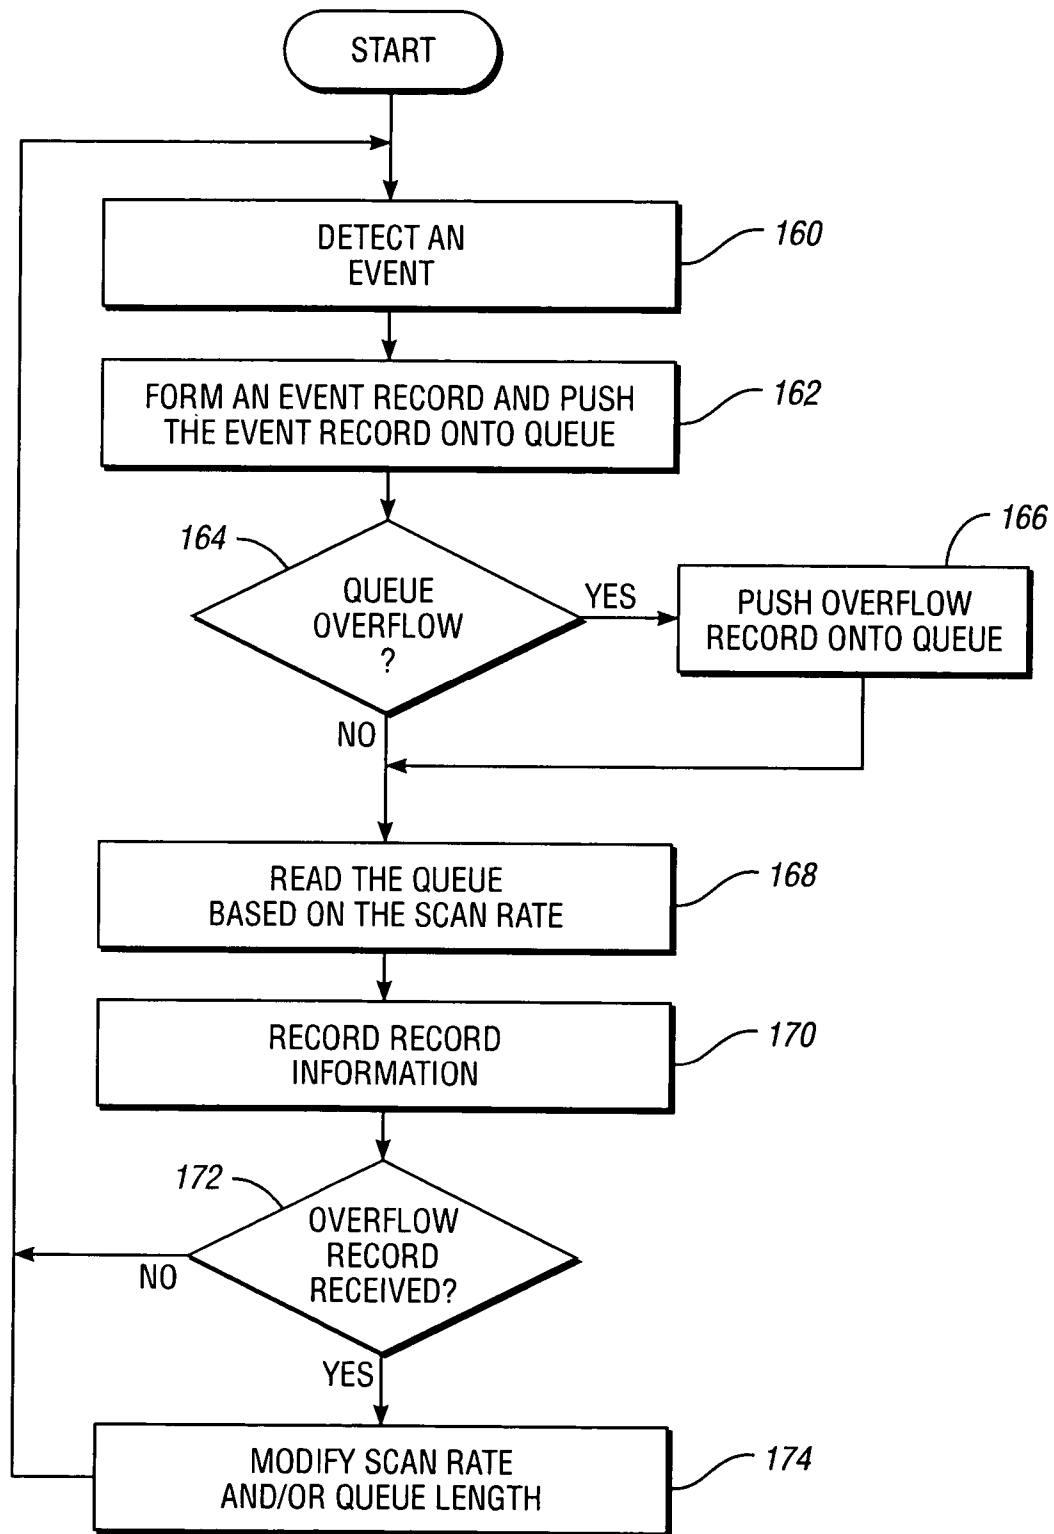 START
DETECT AN
EVENT
160
FORM AN EVENT RECORD AND PUSH
THE EVENT RECORD ONTO QUEUE
162
164
QUEUE
OVERFLOW
?
YES
166
PUSH OVERFLOW
RECORD ONTO QUEUE
NO
READ THE QUEUE
BASED ON THE SCAN RATE
168
RECORD RECORD
INFORMATION
170
172
OVERFLOW
RECORD
RECEIVED?
NO
YES
MODIFY SCAN RATE
AND/OR QUEUE LENGTH
174